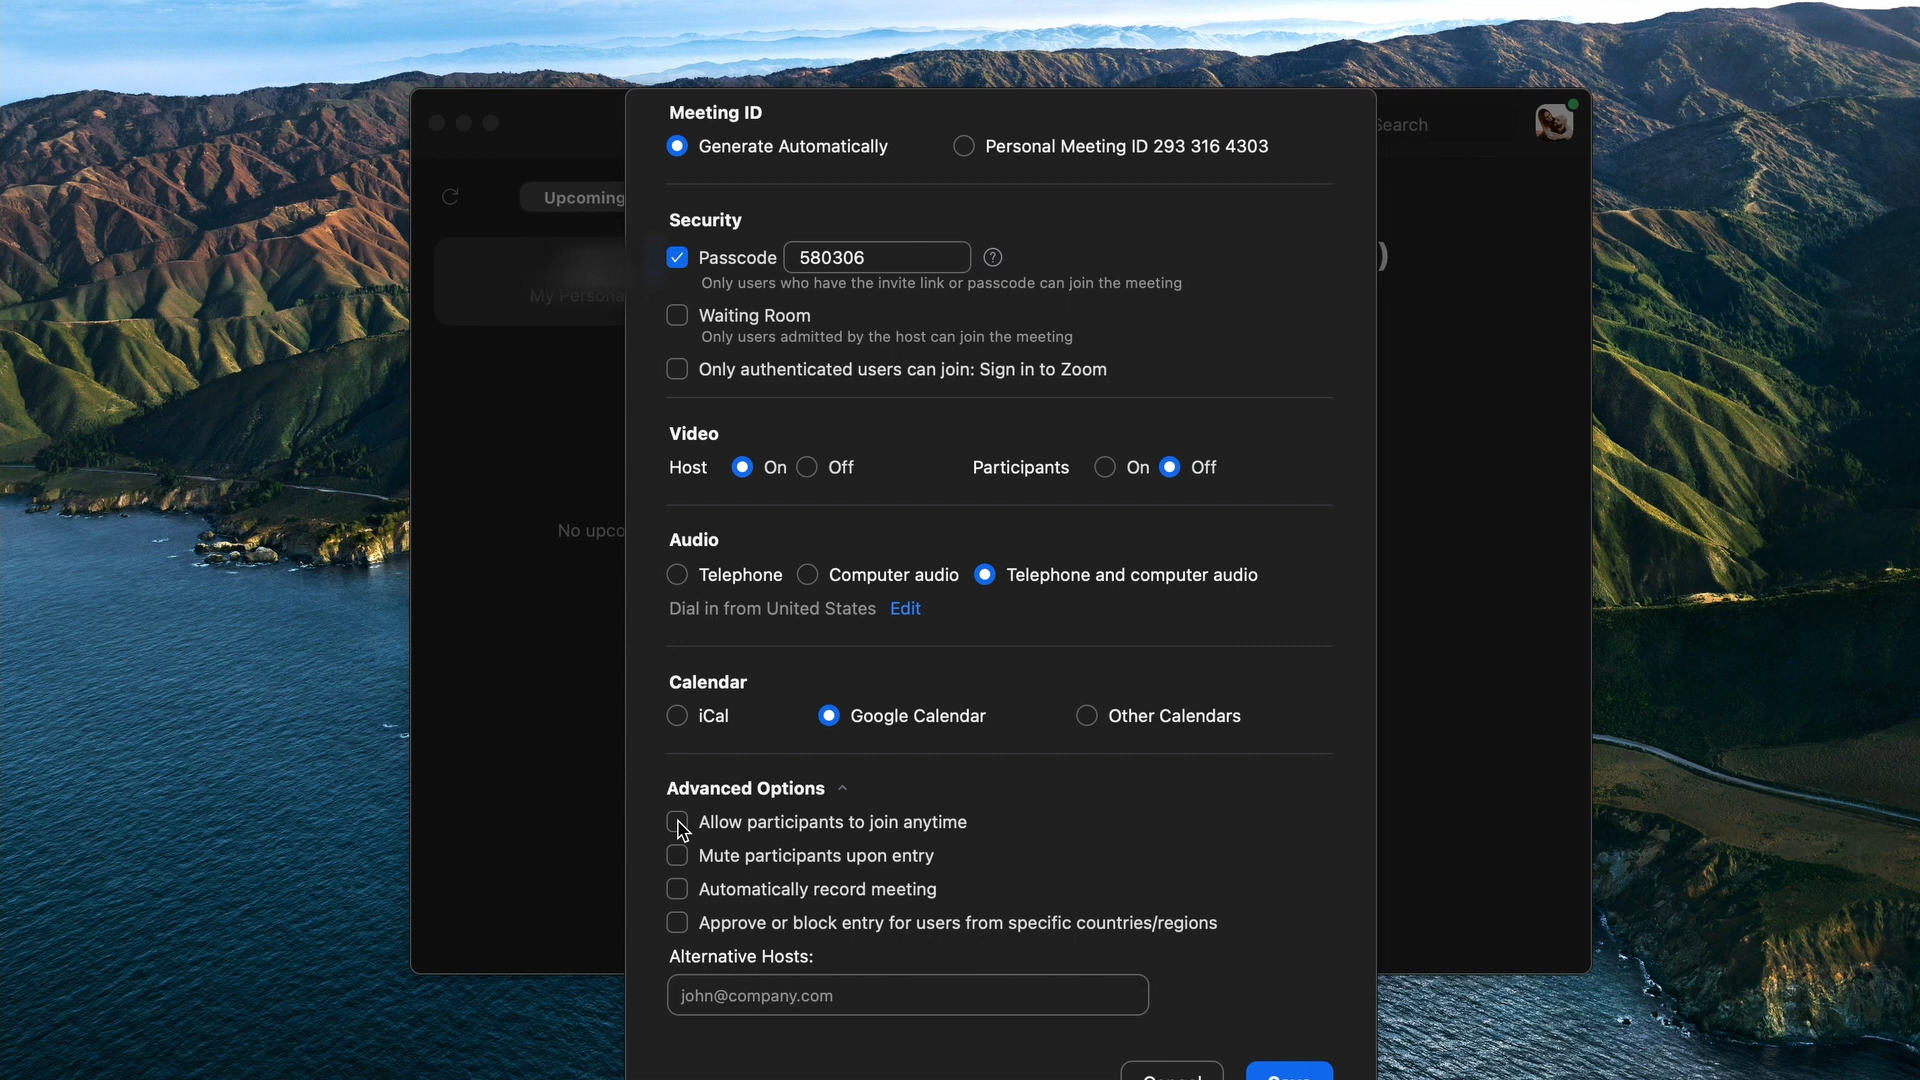 Meeting ID
Generate Automatically Personal Meeting ID 293 316 4303
Search
Upcoming
Security
Passcode 580306 ?
Only users who have the invite link or passcode can join the meeting
My Persona
Waiting Room
Only users admitted by the host can join the meeting
Only authenticated users can join: Sign in to Zoom
Video
Host On Off Participants On Off
No upco
Audio
Telephone Computer audio Telephone and computer audio
Dial in from United States Edit
Calendar
iCal Google Calendar Other Calendars
Advanced Options
Allow participants to join anytime
Mute participants upon entry
Automatically record meeting
Approve or block entry for users from specific countries/regions
Alternative Hosts:
john@company.com
Cancel Save